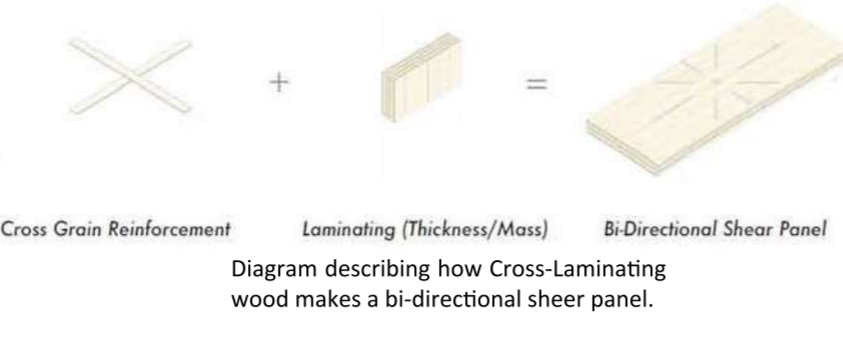 +
=
Cross Grain Reinforcement
Laminating (Thickness/Mass)
Bi-Directional Shear Panel
Diagram describing how Cross-Laminating
wood makes a bi-directional sheer panel.